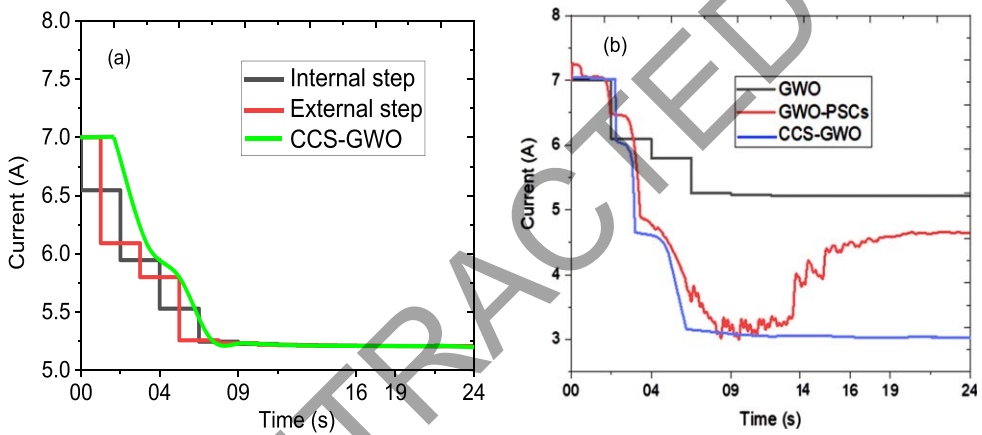 (a)
Internal step
External step
CCS-GWO
8.0
7.5
7.0
6.5
6.0
5.5
5.0
Current (A)
00 04 09 16 19 24
Time (s)
(b)
GWO
GWO-PSCs
CCS-GWO
8
7
6
5
4
3
Current (A)
00 04 09 14 16 19 24
Time (s)
TRACTED